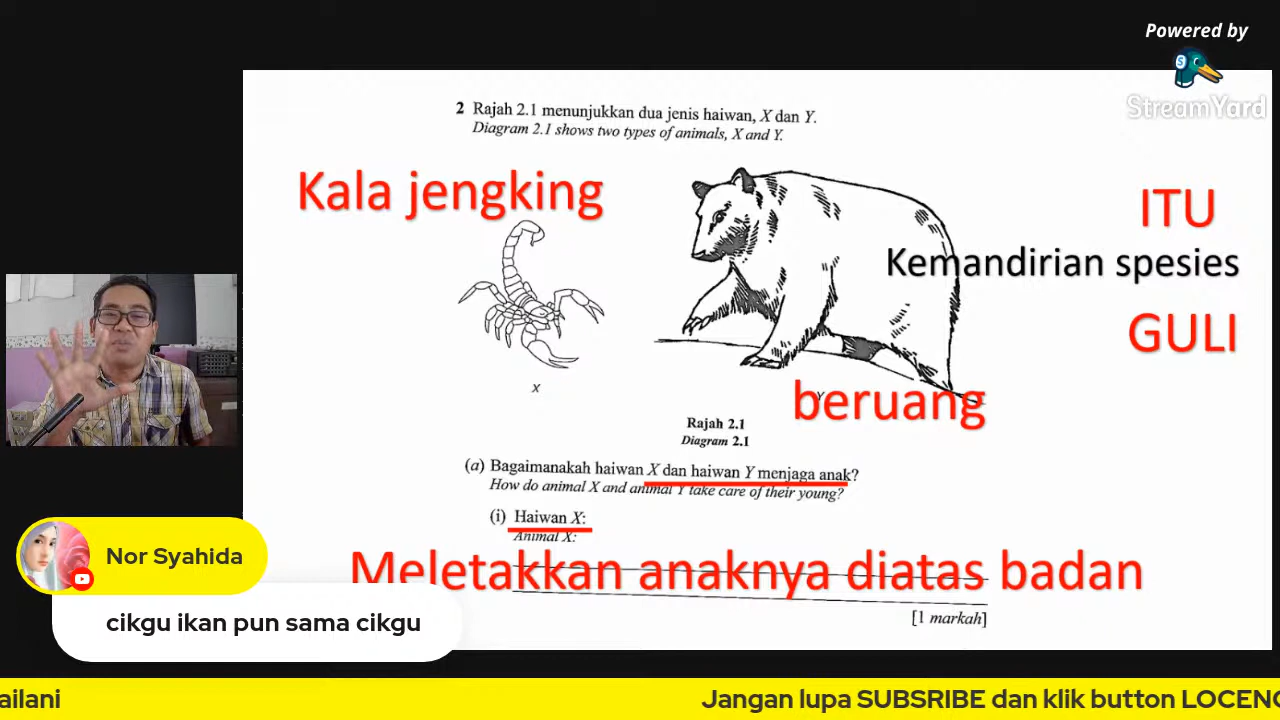 Powered by
StreamYard
2 Rajah 2.1 menunjukkan dua jenis haiwan, X dan Y.
Diagram 2.1 shows two types of animals, X and Y.
Kala jengking
ITU
Kemandirian spesies
GULI
X
Y
beruang
Rajah 2.1
Diagram 2.1
(a) Bagaimanakah haiwan X dan haiwan Y menjaga anak?
How do animal X and animal Y take care of their young?
(i) Haiwan X:
Animal X:
Meletakkan anaknya diatas badan
[1 markah]
Nor Syahida
cikgu ikan pun sama cikgu
ailani
Jangan lupa SUBSRIBE dan klik button LOCENG